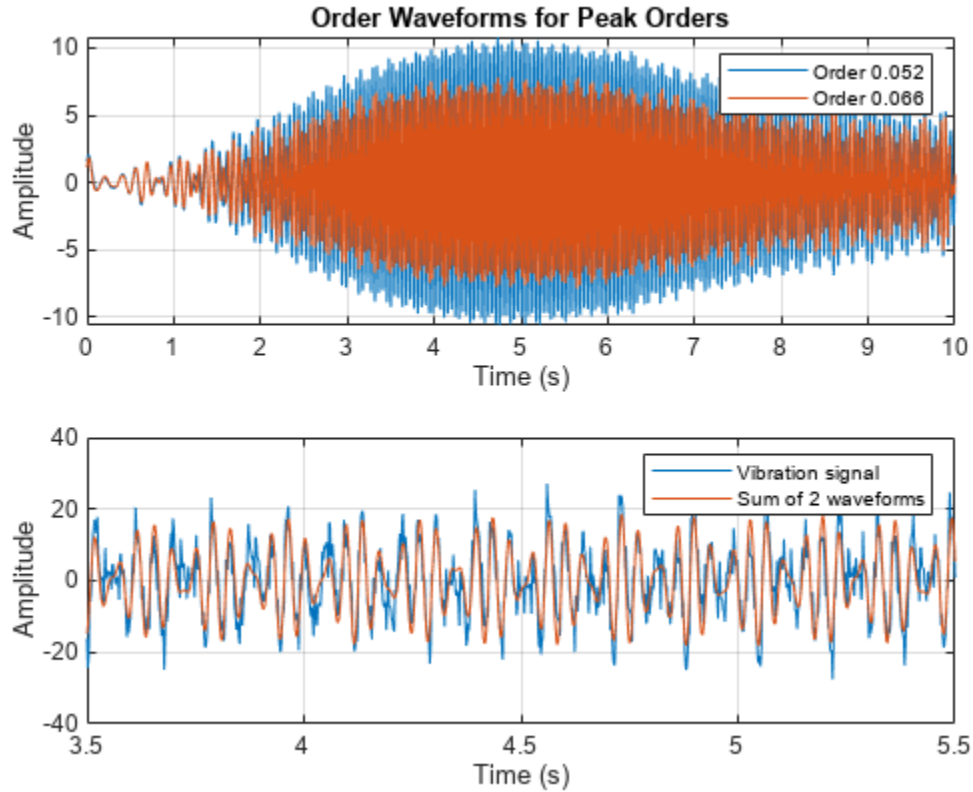 Order Waveforms for Peak Orders
10
5
0
-5
-10
Amplitude
Order 0.052
Order 0.066
0 1 2 3 4 5 6 7 8 9 10
Time (s)
40
20
0
-20
-40
Amplitude
Vibration signal
Sum of 2 waveforms
3.5 4 4.5 5 5.5
Time (s)